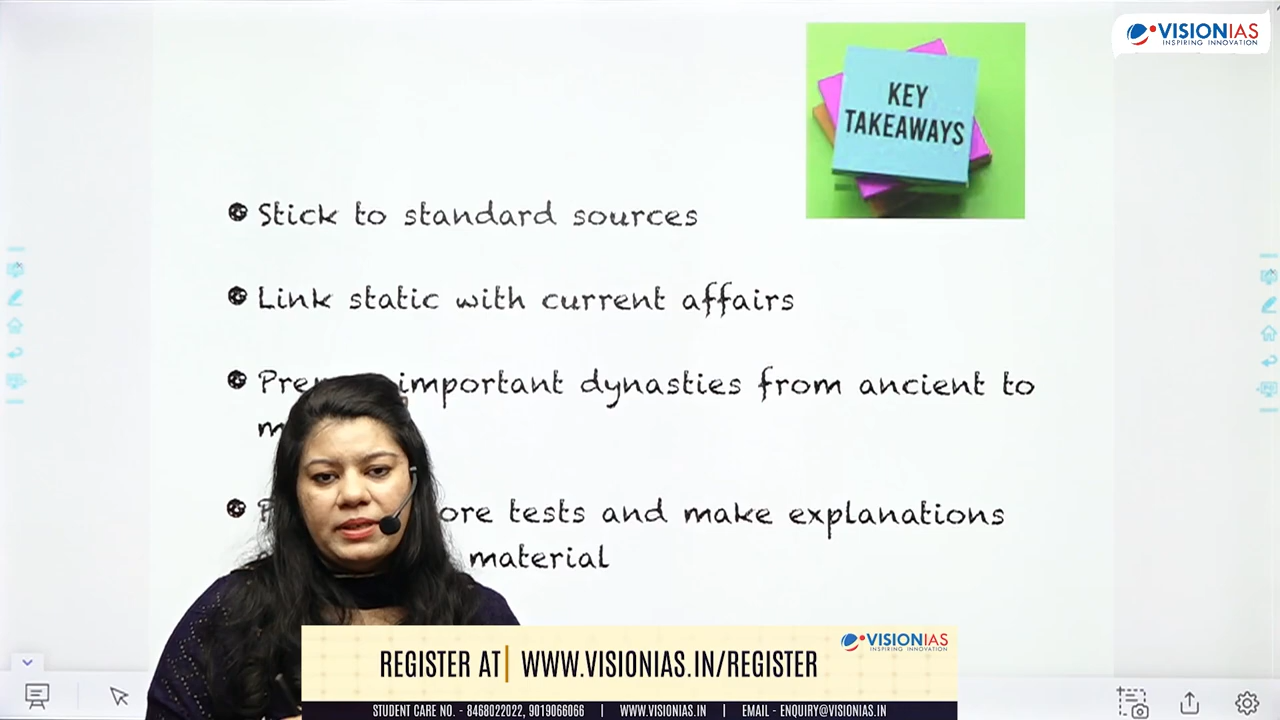 VISIONIAS
INSPIRING INNOVATION
KEY
TAKEAWAYS
Stick to standard sources
Link static with current affairs
important dynasties from ancient to
tests and make explanations
material
VISIONIAS
INSPIRING INNOVATION
REGISTER AT WWW.VISIONIAS.IN/REGISTER
STUDENT CARE NO. - 8468022022, 9019066066 | WWW.VISIONIAS.IN | EMAIL - ENQUIRY@VISIONIAS.IN